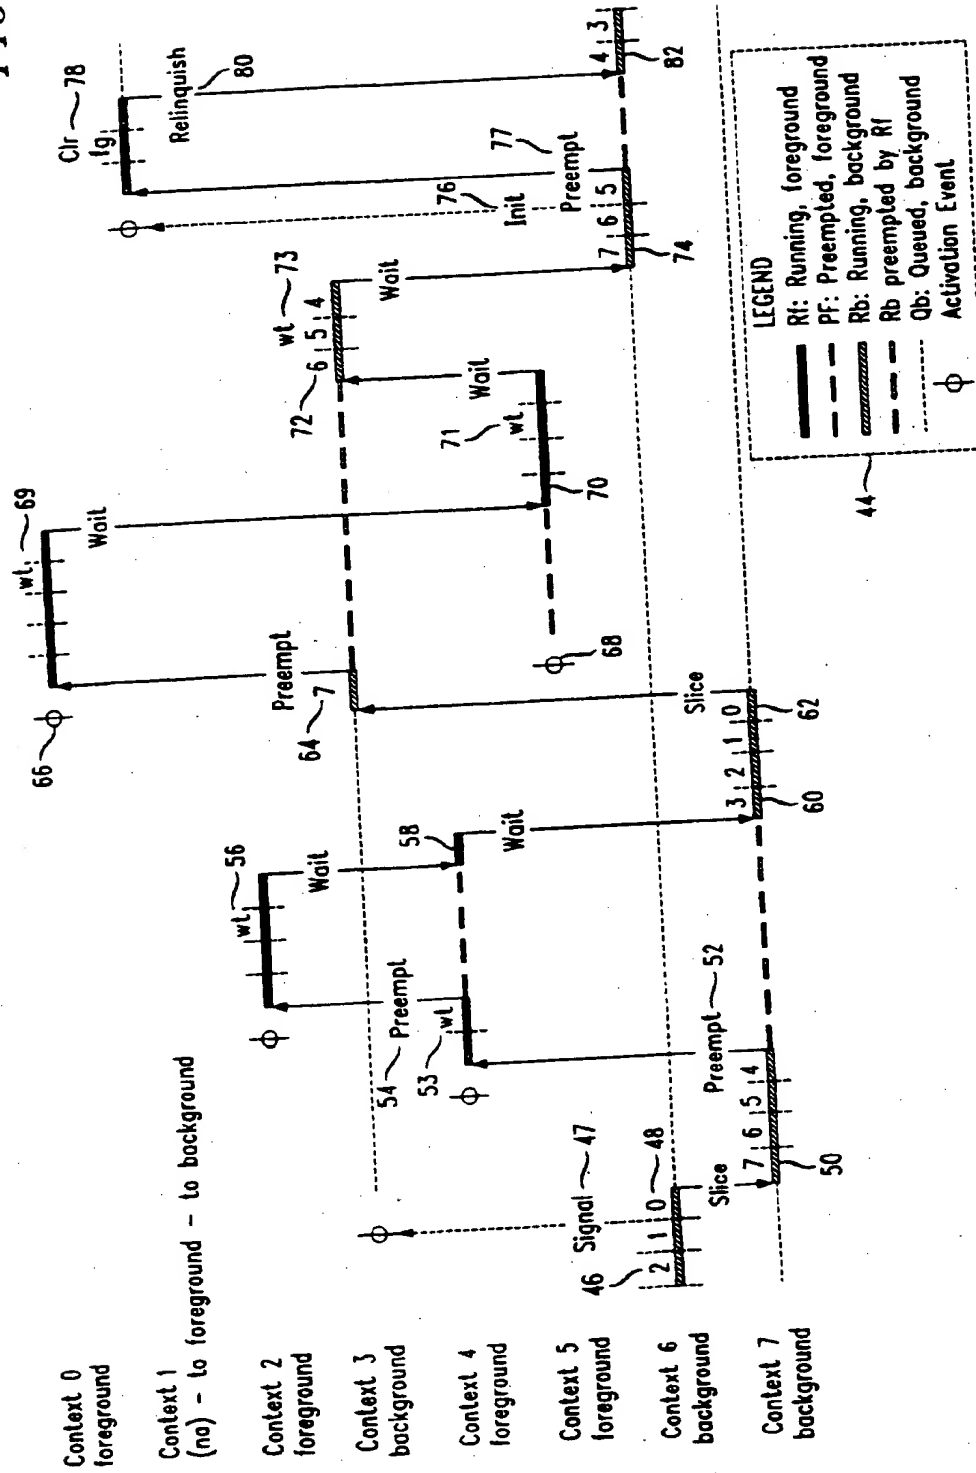 Context 0
foreground
Context 1
(na) – to foreground – to background
Context 2
foreground
Context 3
background
Context 4
foreground
Context 5
foreground
Context 6
background
Context 7
background
46
2 1 0
48
Signal
47
Slice
7 6 5 4
50
Preempt
52
53
wt
54
Preempt
wt
56
Wait
58
Wait
3 2 1 0
60
62
Slice
64
7
Preempt
66
wt
69
Wait
68
70
71
wt
Wait
72
6 5 4
wt
73
Wait
7 6 5
74
Init
76
Preempt
77
Clr
78
fg
Relinquish
80
4 3
82
44
LEGEND
Rf: Running, foreground
PF: Preempted, foreground
Rb: Running, background
Rb preempted by Rf
Qb: Queued, background
Activation Event